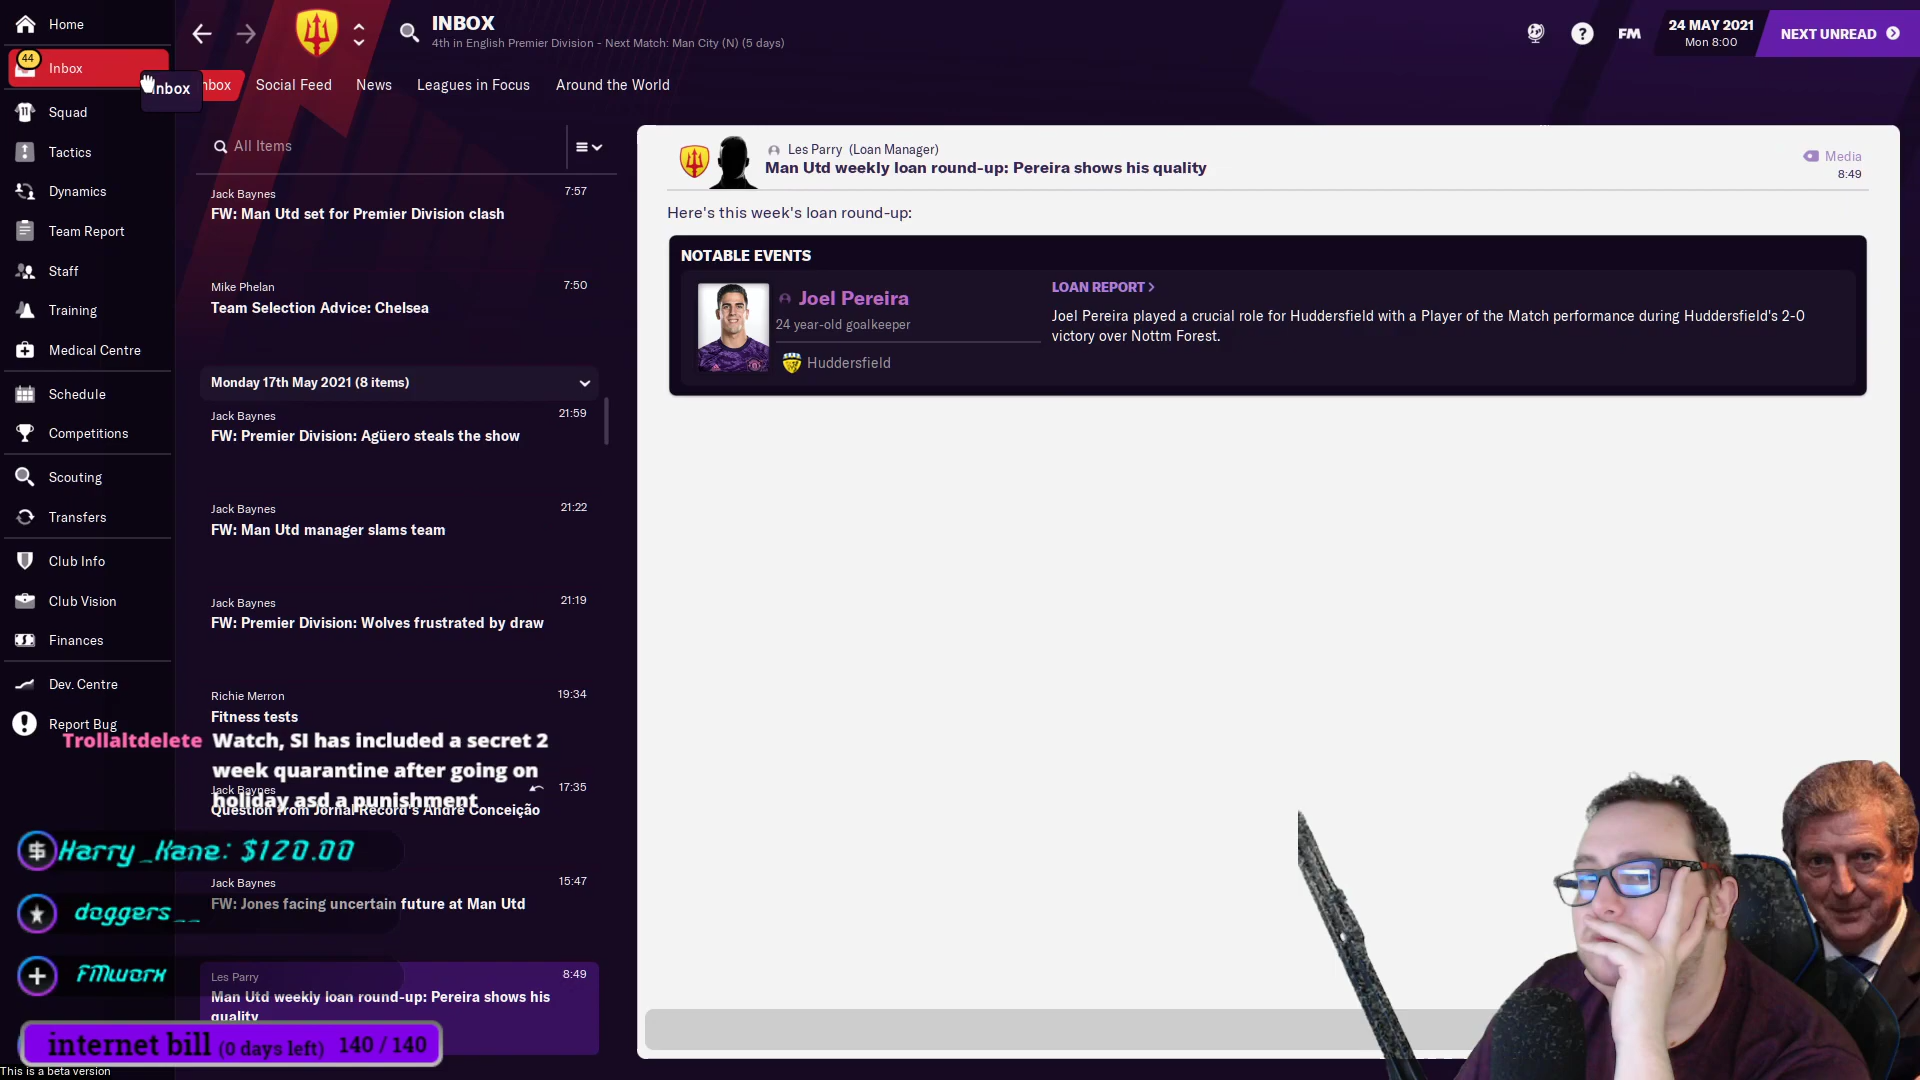 Home
44
Inbox
Inbox
Squad
Tactics
Dynamics
Team Report
Staff
Training
Medical Centre
Schedule
Competitions
Scouting
Transfers
Club Info
Club Vision
Finances
Dev. Centre
Report Bug
INBOX
4th in English Premier Division - Next Match: Man City (N) (5 days)
?
FM
24 MAY 2021
Mon 8:00
NEXT UNREAD
nbox
Social Feed
News
Leagues in Focus
Around the World
All Items
Jack Baynes
7:57
FW: Man Utd set for Premier Division clash
Mike Phelan
7:50
Team Selection Advice: Chelsea
Monday 17th May 2021 (8 items)
Jack Baynes
21:59
FW: Premier Division: Agüero steals the show
Jack Baynes
21:22
FW: Man Utd manager slams team
Jack Baynes
21:19
FW: Premier Division: Wolves frustrated by draw
Richie Merron
19:34
Fitness tests
Trollaltdelete Watch, SI has included a secret 2
week quarantine after going on
holiday asd a punishment
Jack Baynes
17:35
Question from Jornal Record's André Conceição
Harry_Kane: $120.00
Jack Baynes
15:47
FW: Jones facing uncertain future at Man Utd
daggers__
FMworx
Les Parry
8:49
Man Utd weekly loan round-up: Pereira shows his
quality
internet bill (0 days left) 140 / 140
This is a beta version
Les Parry (Loan Manager)
Man Utd weekly loan round-up: Pereira shows his quality
Media
8:49
Here's this week's loan round-up:
NOTABLE EVENTS
Joel Pereira
24 year-old goalkeeper
Huddersfield
LOAN REPORT >
Joel Pereira played a crucial role for Huddersfield with a Player of the Match performance during Huddersfield's 2-0
victory over Nottm Forest.